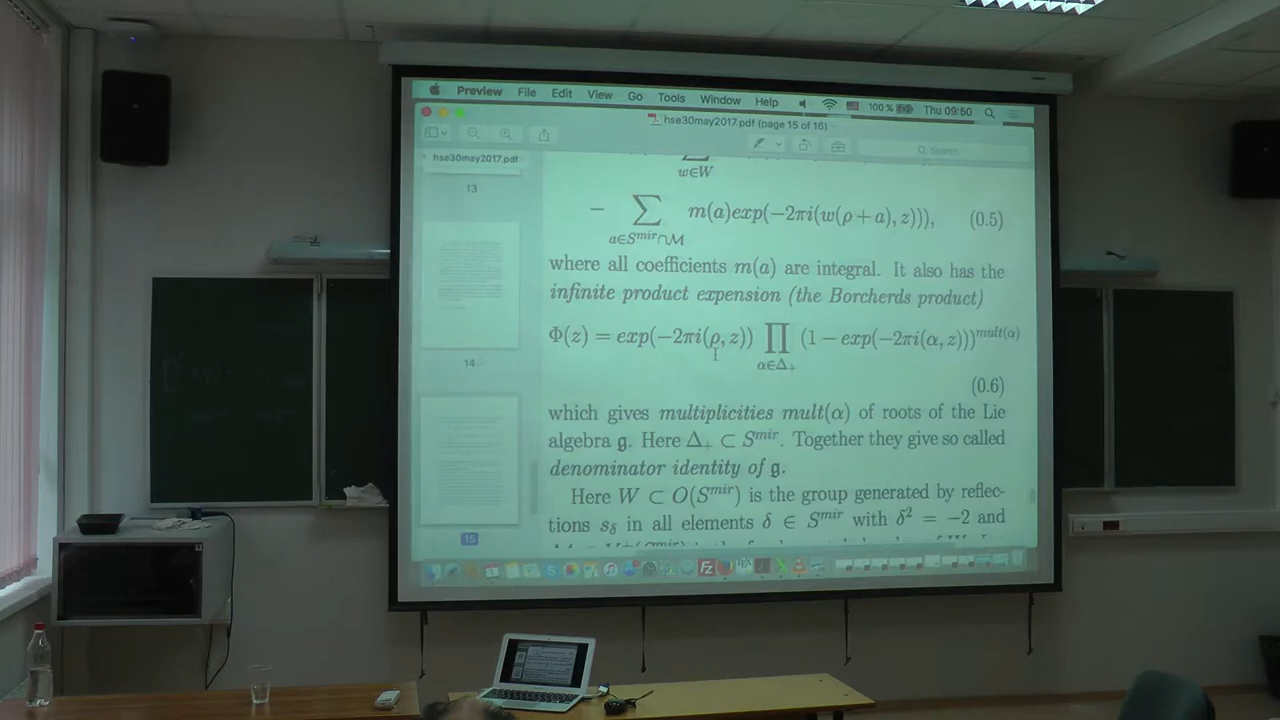 Preview File Edit View Go Tools Window Help 100 % Thu 09:50
hse30may2017.pdf (page 15 of 16)
Search
hse30may2017.pdf
13
14
15
w∈W
− ∑ m(a)exp(−2πi(w(ρ+a), z))), (0.5)
a∈S^{mir}∩M
where all coefficients m(a) are integral. It also has the
infinite product expension (the Borcherds product)
Φ(z) = exp(−2πi(ρ, z)) ∏ (1 − exp(−2πi(α, z)))^{mult(α)}
α∈Δ₊
(0.6)
which gives multiplicities mult(α) of roots of the Lie
algebra 𝔤. Here Δ₊ ⊂ S^{mir}. Together they give so called
denominator identity of 𝔤.
Here W ⊂ O(S^{mir}) is the group generated by reflec-
tions s_δ in all elements δ ∈ S^{mir} with δ² = −2 and